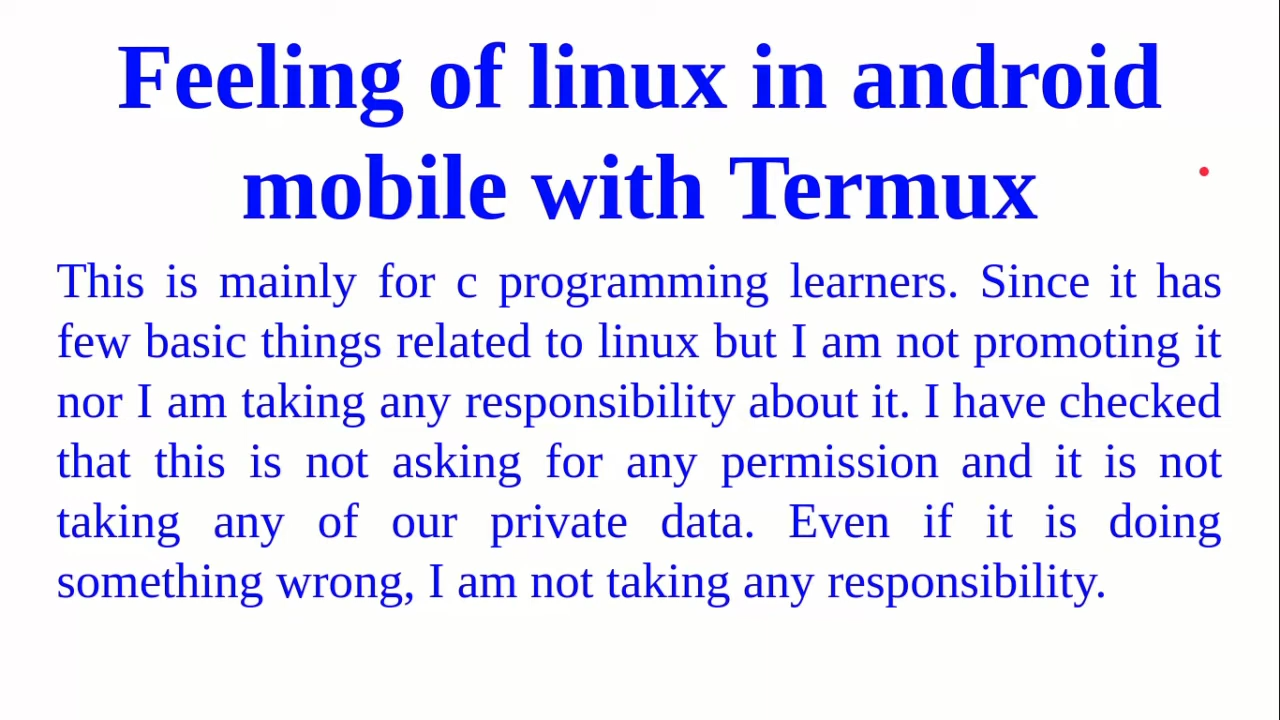 Feeling of linux in android
mobile with Termux
This is mainly for c programming learners. Since it has
few basic things related to linux but I am not promoting it
nor I am taking any responsibility about it. I have checked
that this is not asking for any permission and it is not
taking any of our private data. Even if it is doing
something wrong, I am not taking any responsibility.